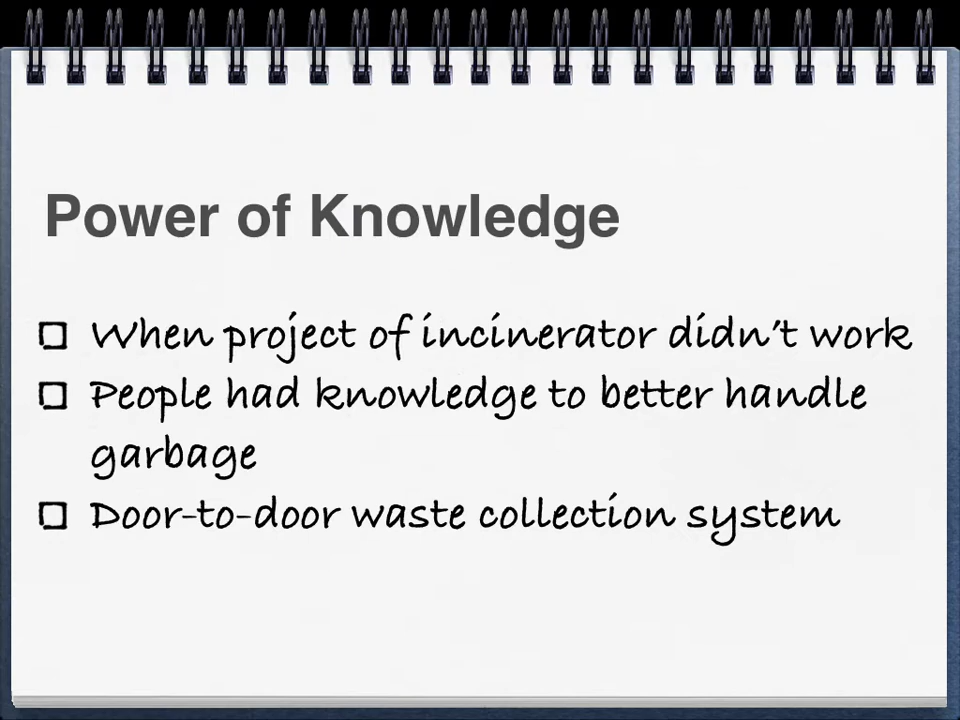 Power of Knowledge
When project of incinerator didn't work
People had knowledge to better handle
garbage
Door-to-door waste collection system